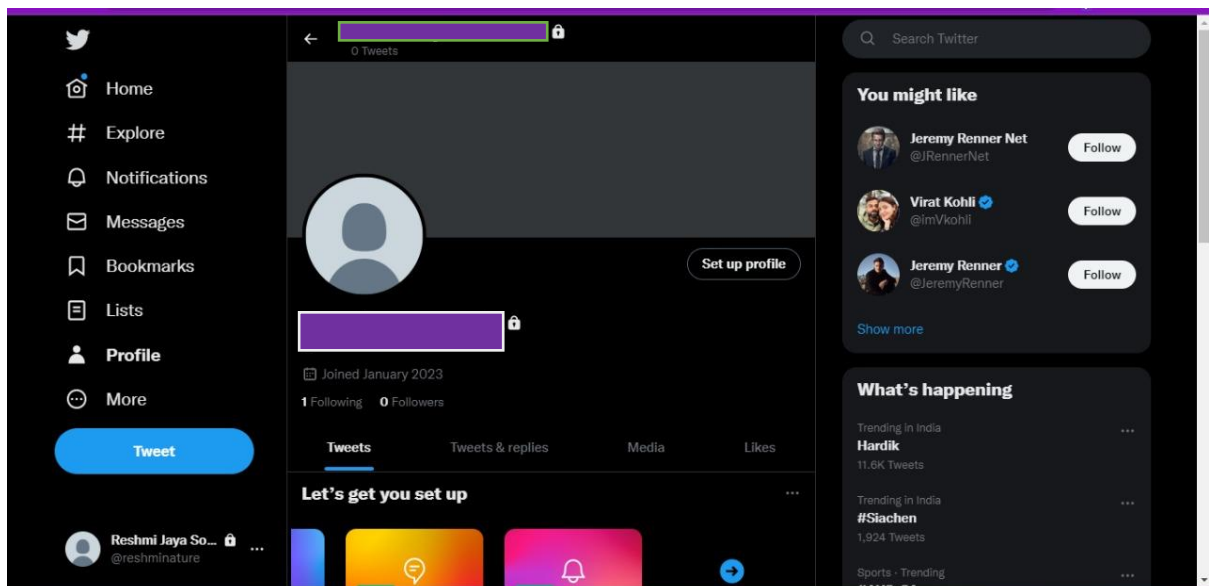 0 Tweets
Home
Explore
Notifications
Messages
Bookmarks
Lists
Profile
More
Tweet
Reshmi Jaya So...
@reshminature
Set up profile
Joined January 2023
1 Following 0 Followers
Tweets Tweets & replies Media Likes
Let's get you set up
Search Twitter
You might like
Jeremy Renner Net
@JRennerNet
Follow
Virat Kohli
@imVkohli
Follow
Jeremy Renner
@JeremyRenner
Follow
Show more
What's happening
Trending in India
Hardik
11.6K Tweets
Trending in India
#Siachen
1,924 Tweets
Sports · Trending